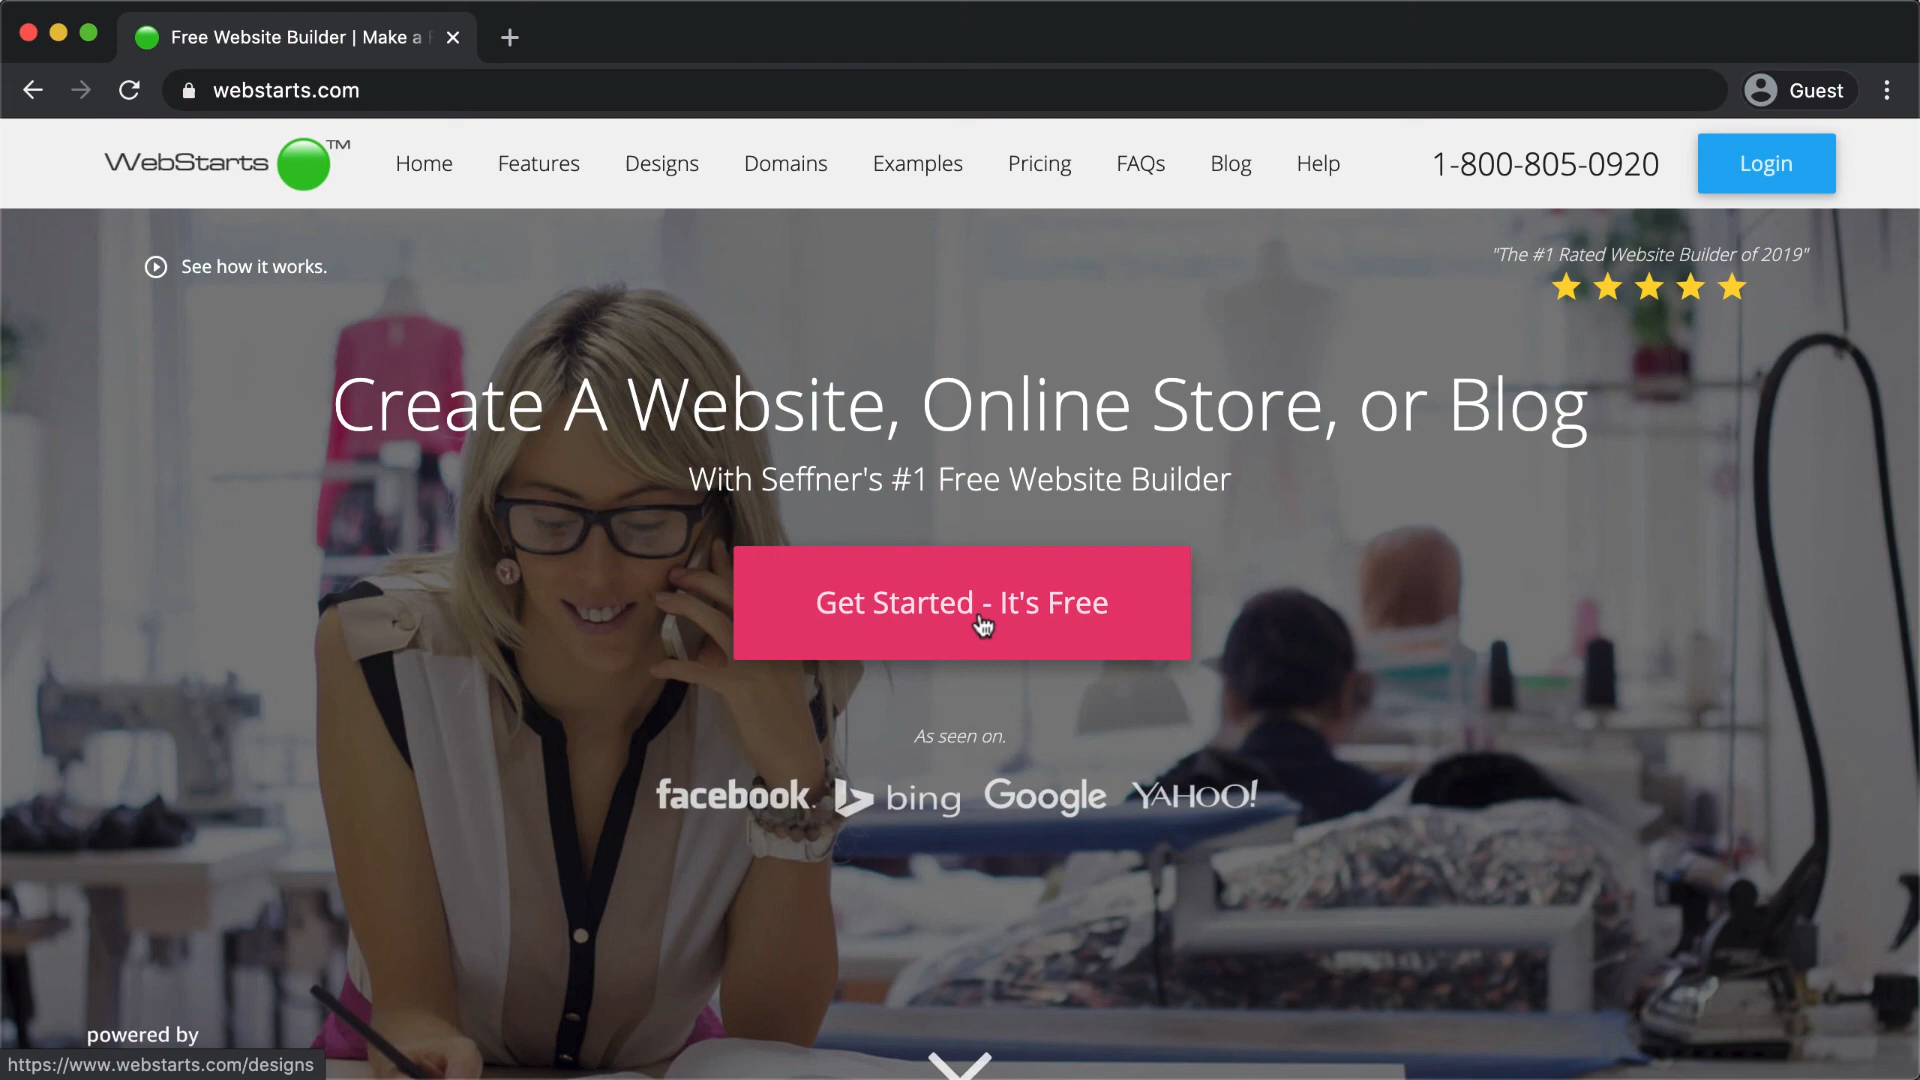 Free Website Builder | Make a
webstarts.com
Guest
WebStarts TM
Home Features Designs Domains Examples Pricing FAQs Blog Help
1-800-805-0920
Login
See how it works.
"The #1 Rated Website Builder of 2019"
Create A Website, Online Store, or Blog
With Seffner's #1 Free Website Builder
Get Started - It's Free
As seen on.
facebook. bing Google YAHOO!
powered by
https://www.webstarts.com/designs